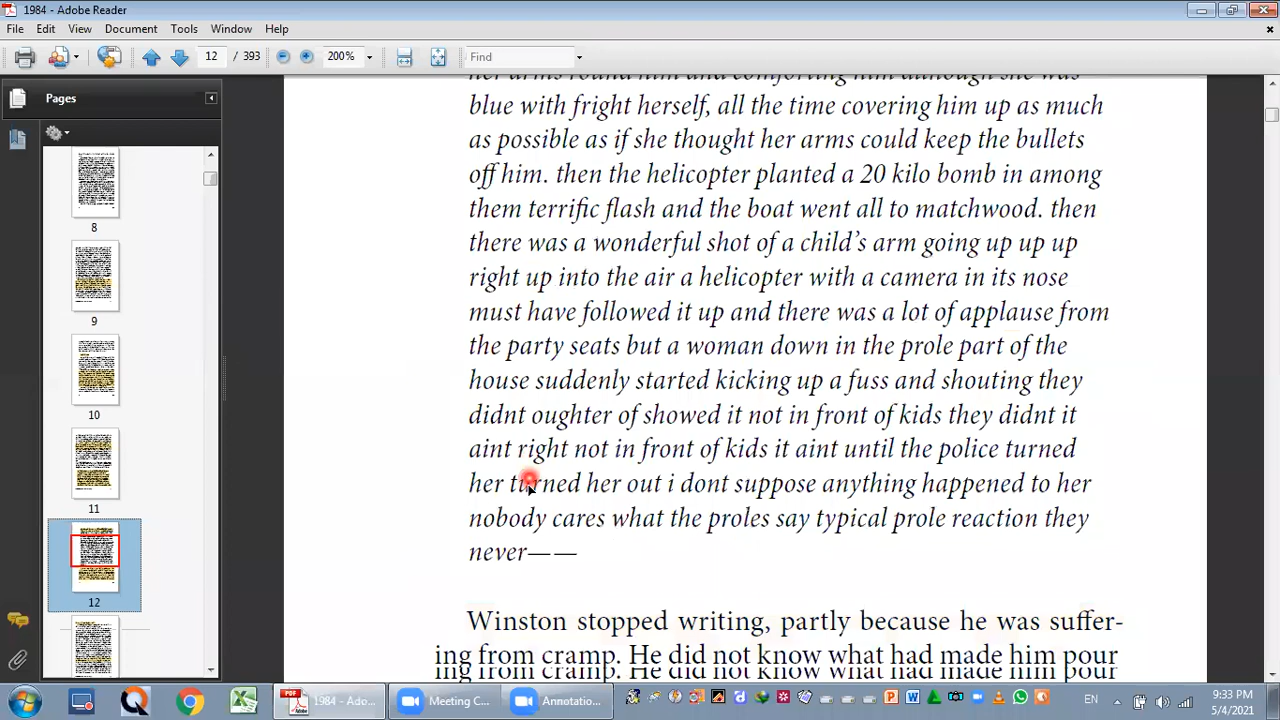 1984 - Adobe Reader
File Edit View Document Tools Window Help
12 / 393 200% Find
Pages
8
9
10
11
12
her arms round him and comforting him although she was
blue with fright herself, all the time covering him up as much
as possible as if she thought her arms could keep the bullets
off him. then the helicopter planted a 20 kilo bomb in among
them terrific flash and the boat went all to matchwood. then
there was a wonderful shot of a child’s arm going up up up
right up into the air a helicopter with a camera in its nose
must have followed it up and there was a lot of applause from
the party seats but a woman down in the prole part of the
house suddenly started kicking up a fuss and shouting they
didnt oughter of showed it not in front of kids they didnt it
aint right not in front of kids it aint until the police turned
her turned her out i dont suppose anything happened to her
nobody cares what the proles say typical prole reaction they
never——
Winston stopped writing, partly because he was suffer-
ing from cramp. He did not know what had made him pour
ing from cramp. He did not know what had made him pour
1984 - Ado... Meeting C... Annotatio... EN
9:33 PM
5/4/2021